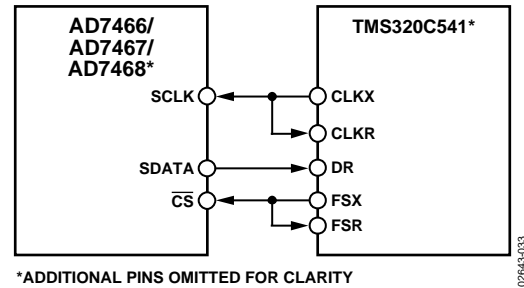 AD7466/
AD7467/
AD7468*
TMS320C541*
SCLK
CLKX
CLKR
SDATA
DR
CS
FSX
FSR
*ADDITIONAL PINS OMITTED FOR CLARITY
02643-033